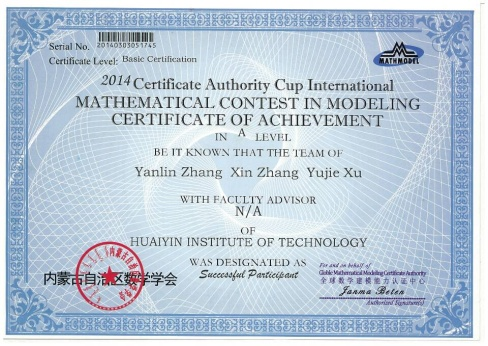 Serial No. 20140303051745
Certificate Level: Basic Certification
MATHMODEL
2014 Certificate Authority Cup International
MATHEMATICAL CONTEST IN MODELING
CERTIFICATE OF ACHIEVEMENT
IN A LEVEL
BE IT KNOWN THAT THE TEAM OF
Yanlin Zhang Xin Zhang Yujie Xu
WITH FACULTY ADVISOR
N/A
OF
HUAIYIN INSTITUTE OF TECHNOLOGY
WAS DESIGNATED AS
Successful Participant
内蒙古自治区数学学会
For and on behalf of
Globle Mathematical Modeling Certificate Authority
全球数学建模能力认证中心
Janma Beten
Authorized Signature(s)